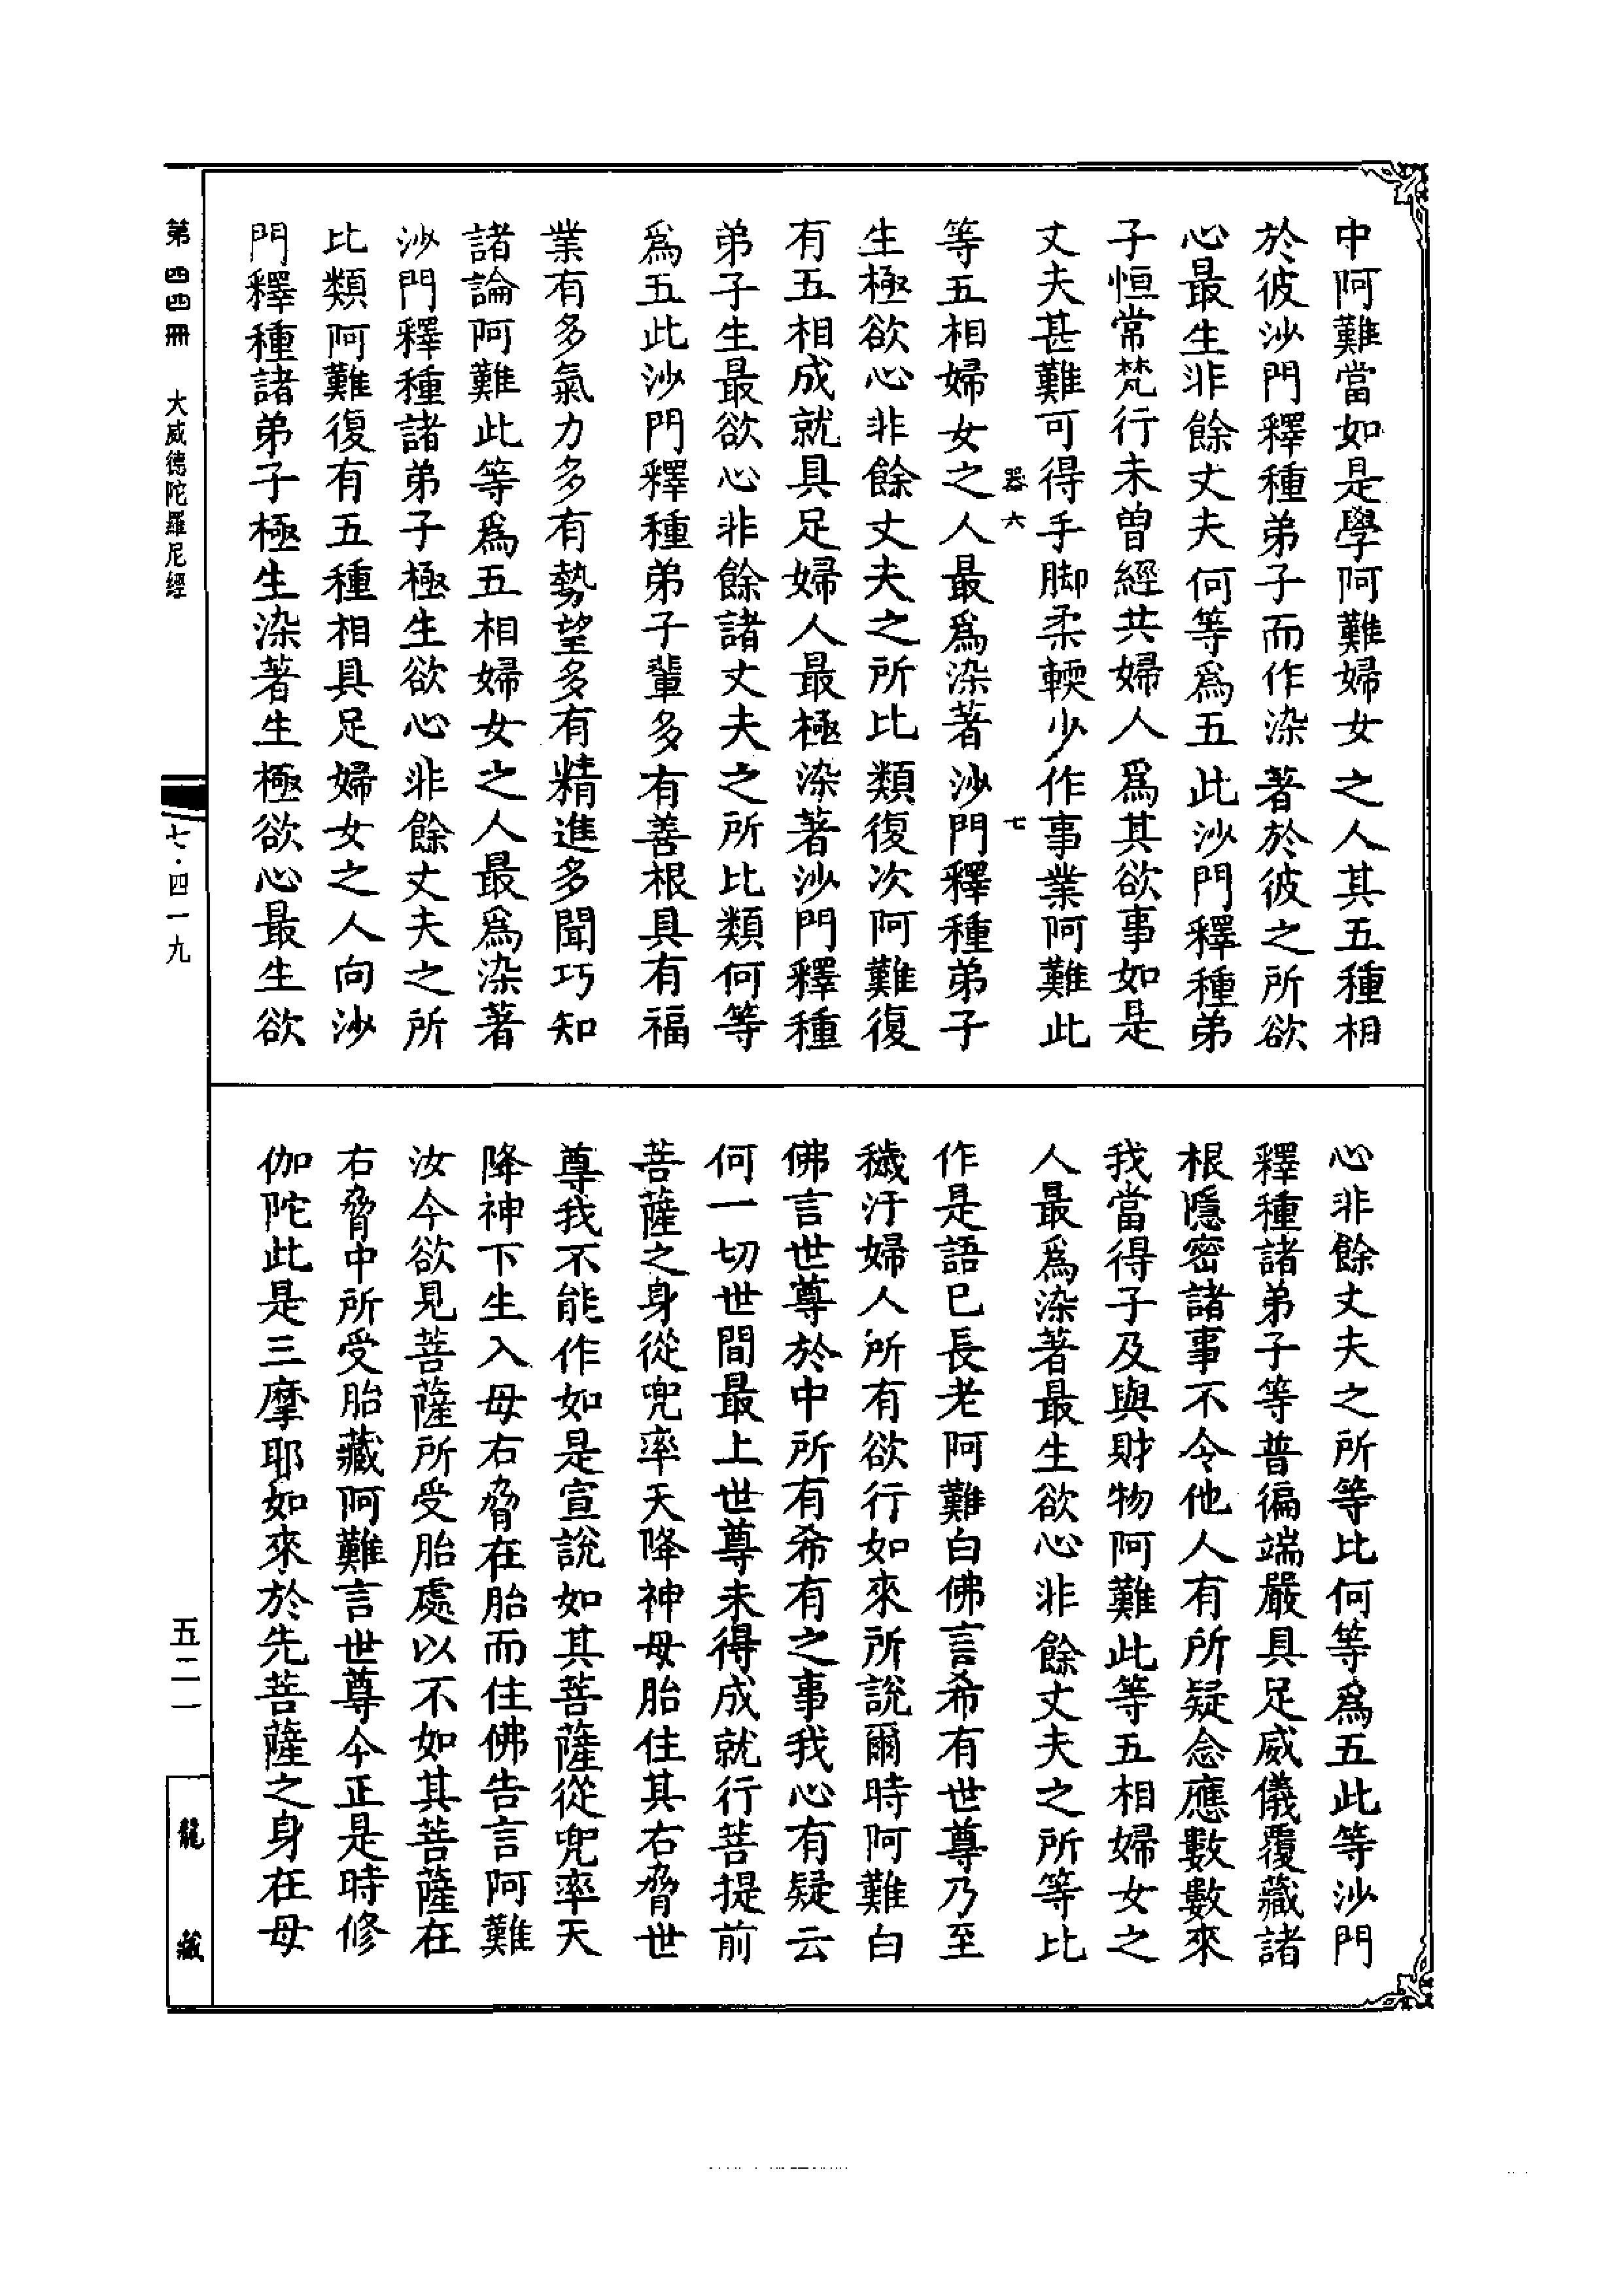 中阿難當如是學阿難婦女之人其五種相
於彼沙門釋種弟子而作染著於彼之所欲
心最生非餘丈夫何等爲五此沙門釋種弟
子恒常梵行未曾經共婦人爲其欲事如是
丈夫甚難可得手脚柔輭少作事業阿難此
器六 七
等五相婦女之人最爲染著沙門釋種弟子
生極欲心非餘丈夫之所比類復次阿難復
有五相成就具足婦人最極染著沙門釋種
弟子生最欲心非餘諸丈夫之所比類何等
爲五此沙門釋種弟子輩多有善根具有福
業有多氣力多有勢望多有精進多聞巧知
諸論阿難此等爲五相婦女之人最爲染著
沙門釋種諸弟子極生欲心非餘丈夫之所
比類阿難復有五種相具足婦女之人向沙
門釋種諸弟子極生染著生極欲心最生欲
心非餘丈夫之所等比何等爲五此等沙門
釋種諸弟子等普徧端嚴具足威儀覆藏諸
根隱密諸事不令他人有所疑念應數數來
我當得子及與財物阿難此等五相婦女之
人最爲染著最生欲心非餘丈夫之所等比
作是語已長老阿難白佛言希有世尊乃至
穢汙婦人所有欲行如來所說爾時阿難白
佛言世尊於中所有希有之事我心有疑云
何一切世間最上世尊未得成就行菩提前
菩薩之身從兜率天降神母胎住其右脅世
尊我不能作如是宣說如其菩薩從兜率天
降神下生入母右脅在胎而住佛告言阿難
汝今欲見菩薩所受胎處以不如其菩薩在
右脅中所受胎藏阿難言世尊今正是時修
伽陀此是三摩耶如來於先菩薩之身在母
第四四冊 大威德陀羅尼經
七·四一九
五二一
龍藏